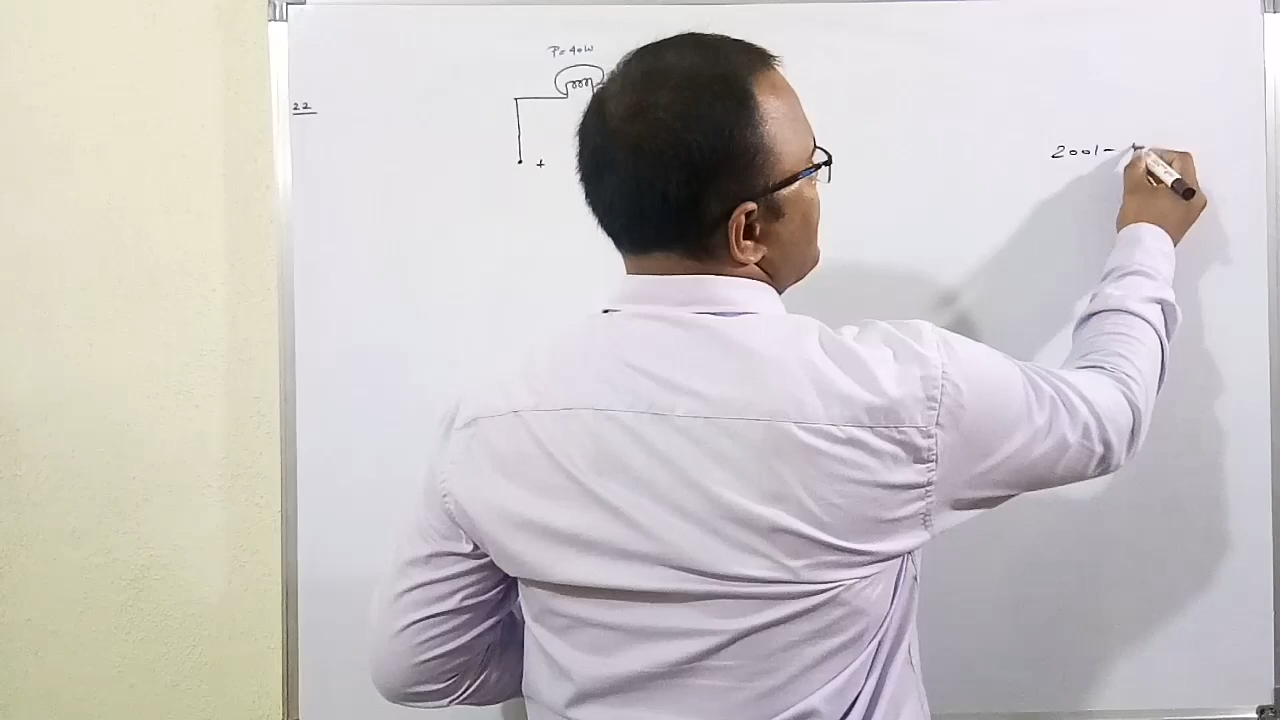 P = 40W
22
+
2001-